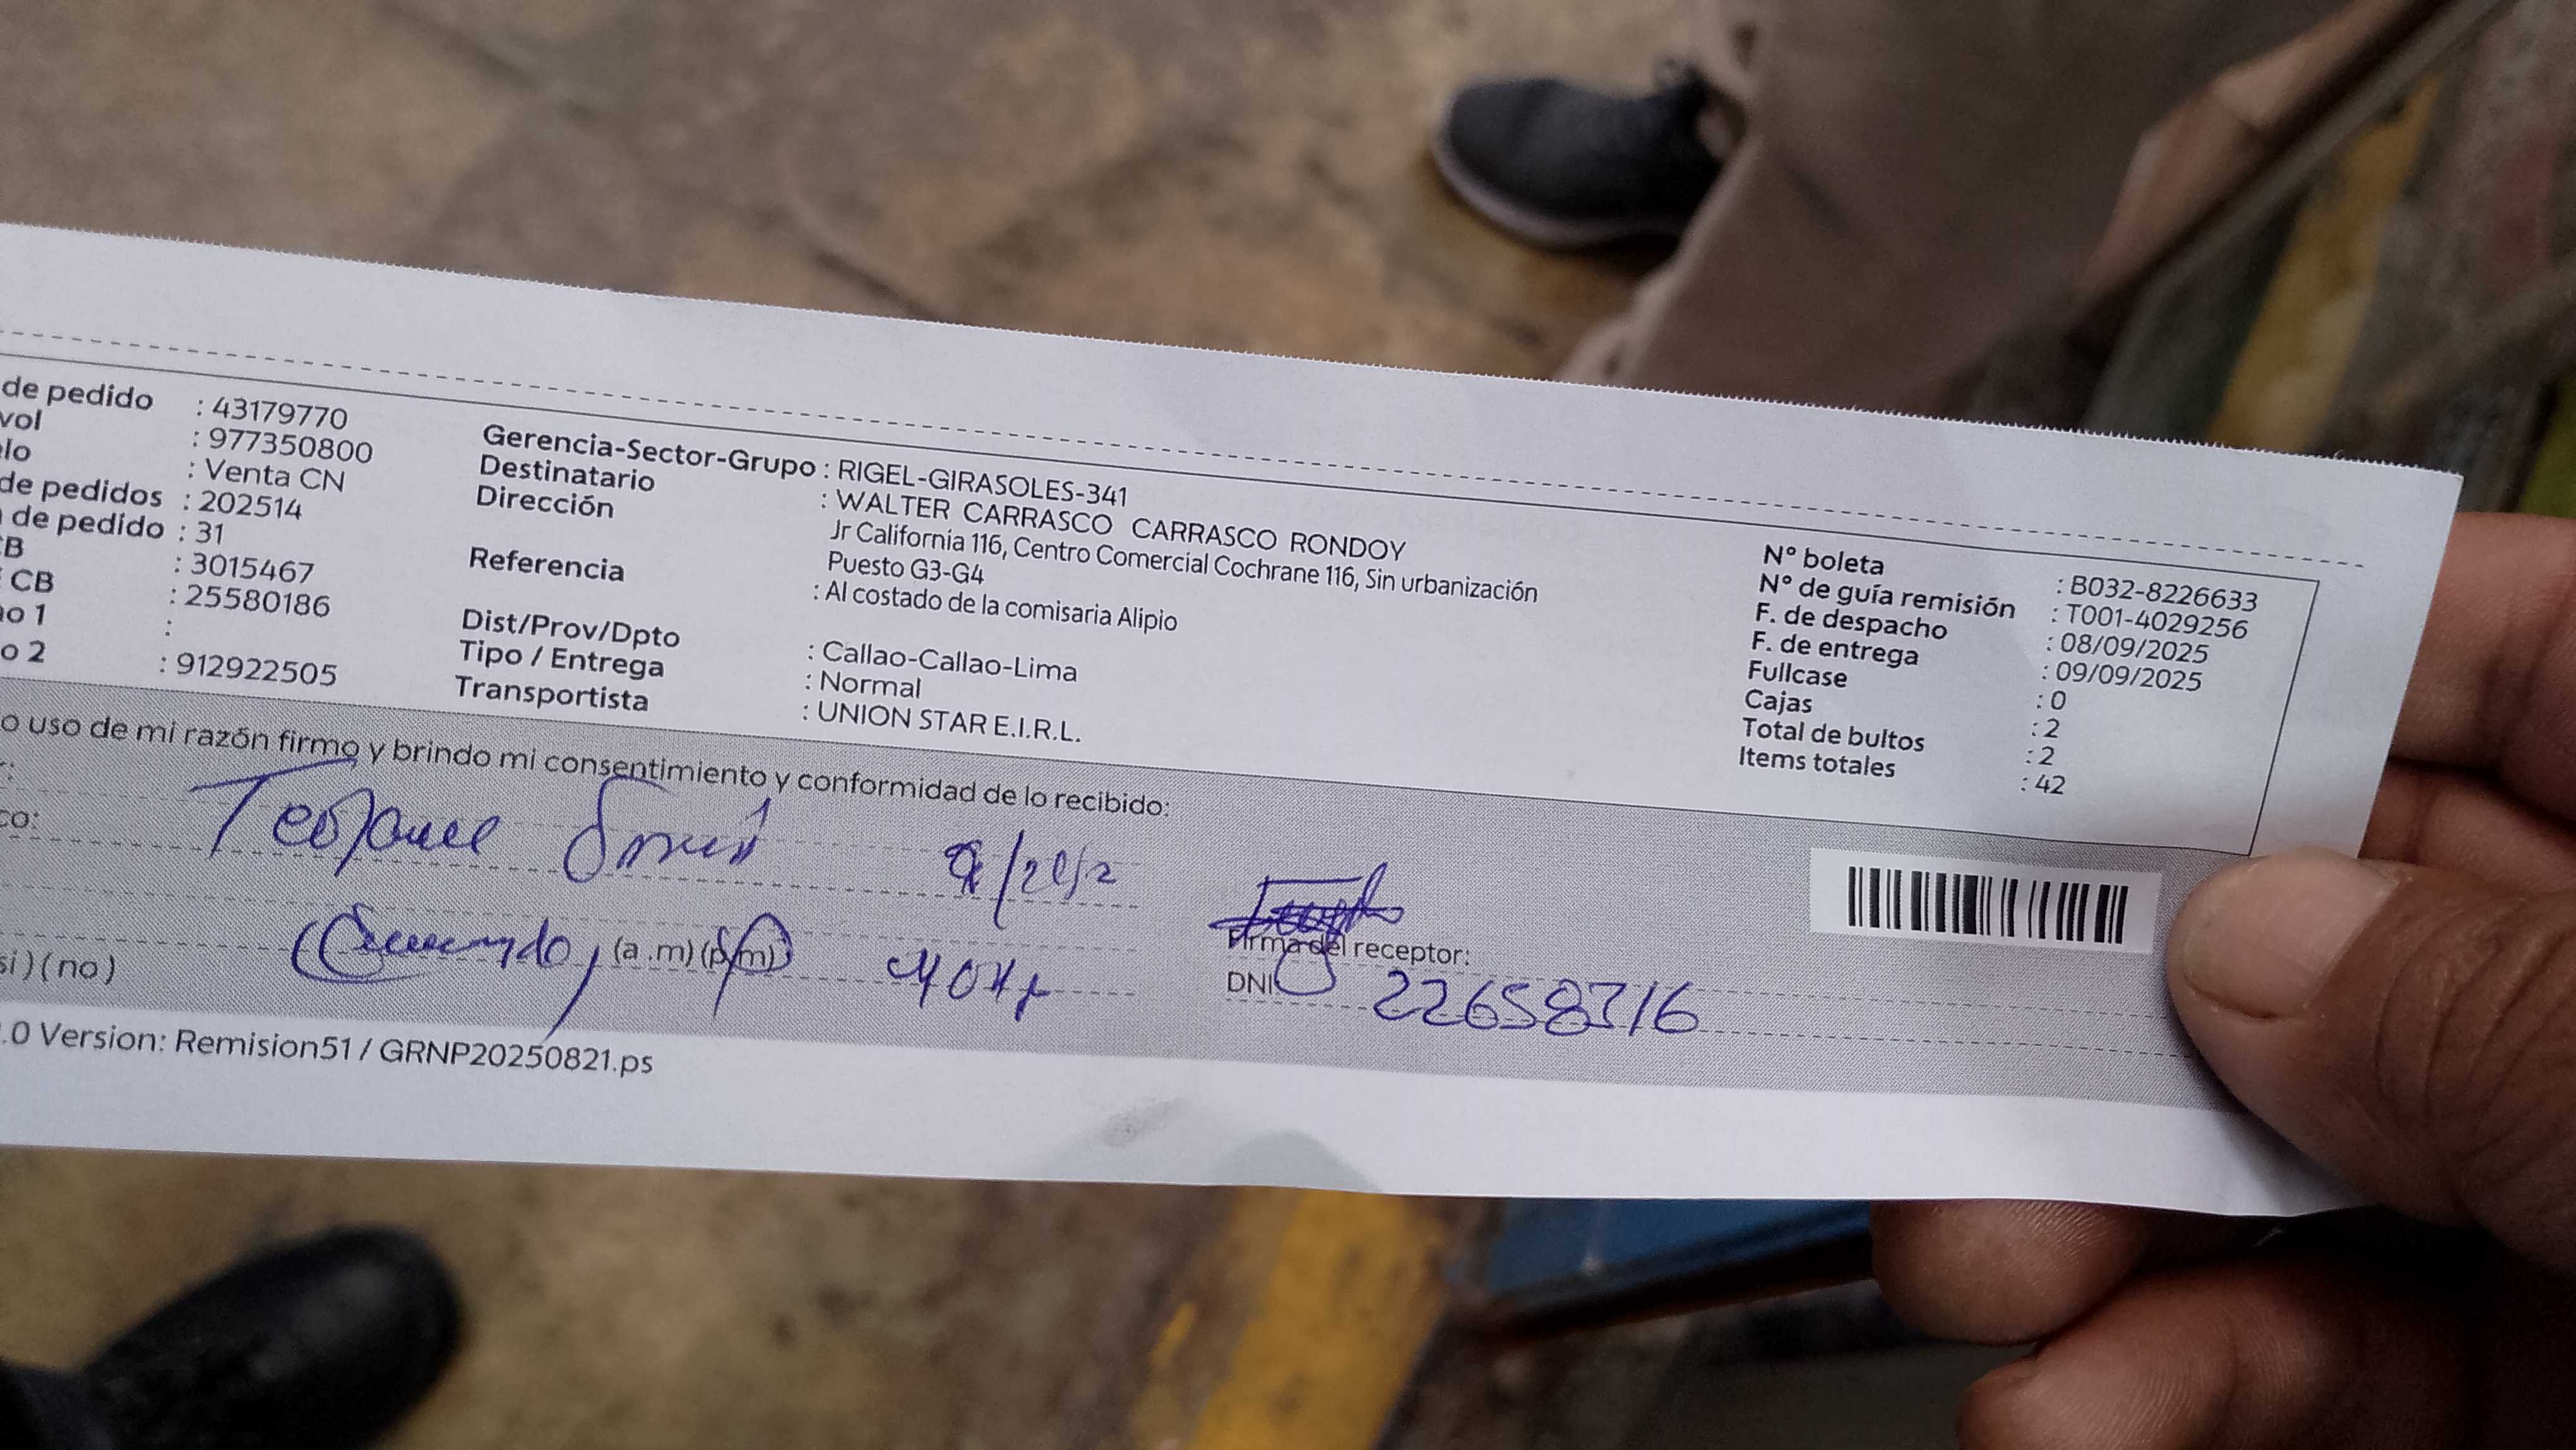 de pedido : 43179770
vol : 977350800
lo : Venta CN
de pedidos : 202514
de pedido : 31
CB : 3015467
CB : 25580186
o 1 :
o 2 : 912922505
Gerencia-Sector-Grupo : RIGEL-GIRASOLES-341
Destinatario : WALTER CARRASCO CARRASCO RONDOY
Dirección Jr California 116, Centro Comercial Cochrane 116, Sin urbanización
Puesto G3-G4
Referencia : Al costado de la comisaria Alipio
Dist/Prov/Dpto : Callao-Callao-Lima
Tipo / Entrega : Normal
Transportista : UNION STAR E.I.R.L.
N° boleta : B032-8226633
N° de guía remisión : T001-4029256
F. de despacho : 08/09/2025
F. de entrega : 09/09/2025
Fullcase : 0
Cajas : 2
Total de bultos : 2
Items totales : 42
o uso de mi razón firmo y brindo mi consentimiento y conformidad de lo recibido:
co:
si) (no) (a.m) (p.m)
Firma del receptor:
DNI 22658716
.0 Version: Remision51 / GRNP20250821.ps